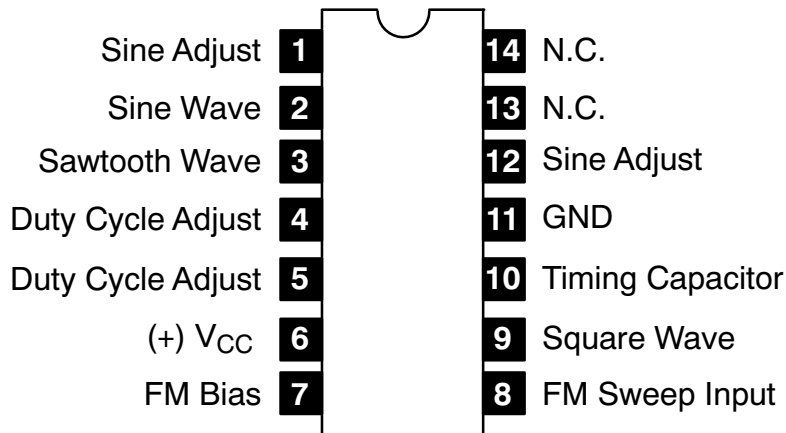 Sine Adjust 1 14 N.C.
Sine Wave 2 13 N.C.
Sawtooth Wave 3 12 Sine Adjust
Duty Cycle Adjust 4 11 GND
Duty Cycle Adjust 5 10 Timing Capacitor
(+) VCC 6 9 Square Wave
FM Bias 7 8 FM Sweep Input